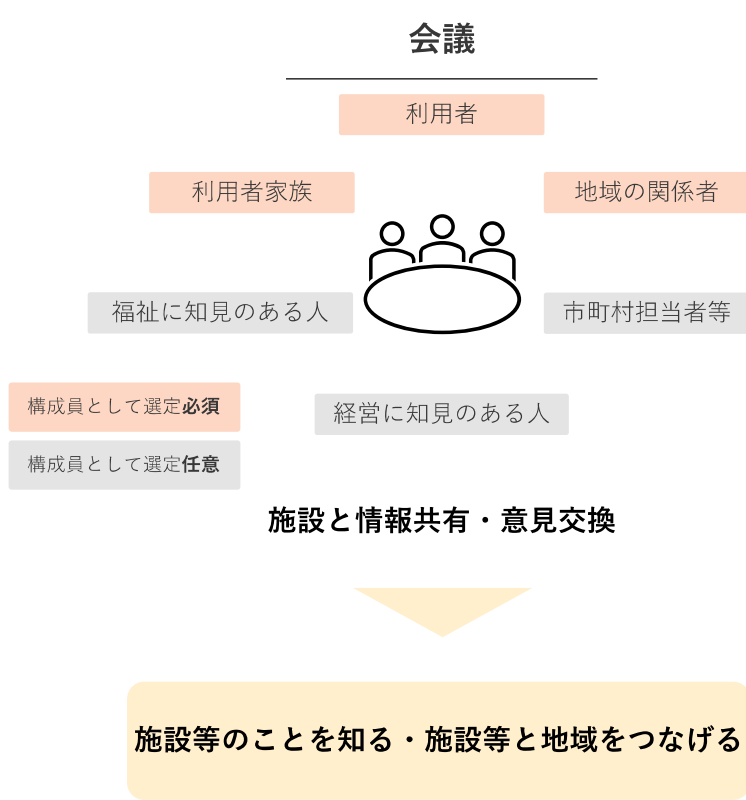 会議
利用者
利用者家族
地域の関係者
福祉に知見のある人
市町村担当者等
構成員として選定必須
経営に知見のある人
構成員として選定任意
施設と情報共有・意見交換
施設等のことを知る・施設等と地域をつなげる